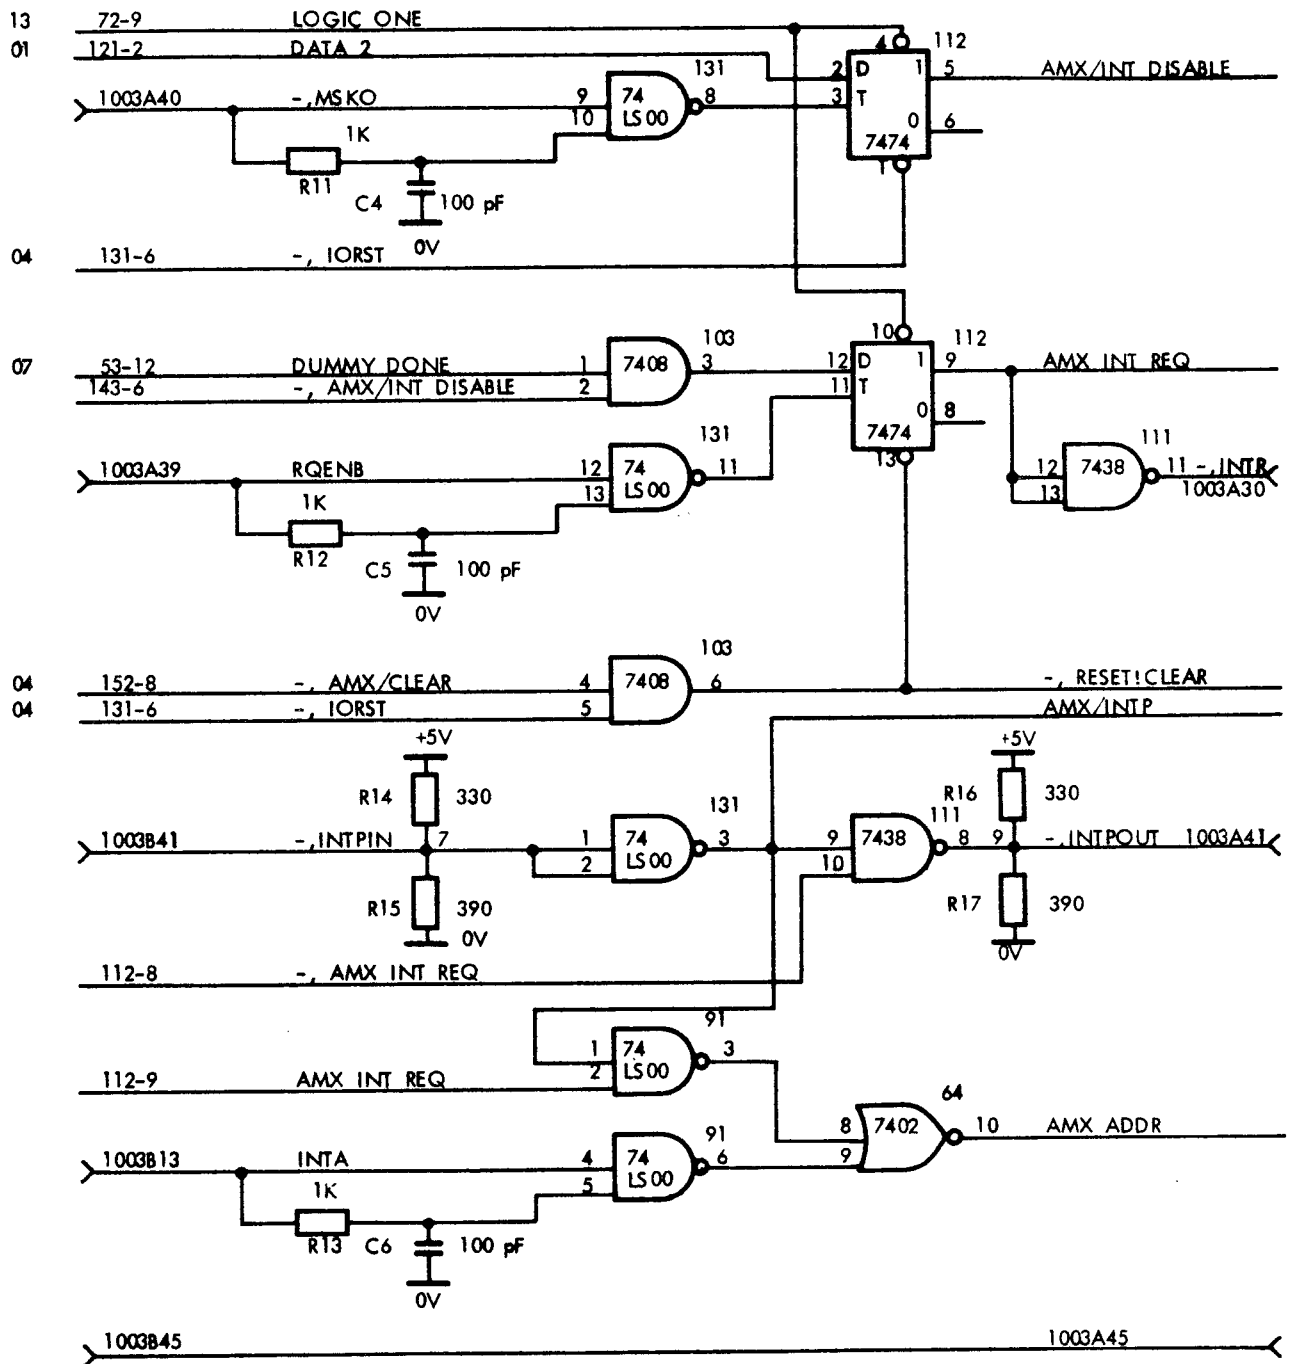 13 72-9 LOGIC ONE
01 121-2 DATA 2
4 112
2 D 1 5 AMX/INT DISABLE
3 T
0 6
7474
1
1003A40 -,MSKO
131
9 74 8
10 LS00
1K
R11
C4 100 pF
0V
04 131-6 -, IORST
10 112
07 53-12 DUMMY DONE
143-6 -, AMX/INT DISABLE
103
1 7408 3
2
12 D 1 9 AMX INT REQ
11 T
0 8
7474
13
1003A39 RQENB
131
12 74 11
13 LS00
1K
R12
C5 100 pF
0V
111
12 7438 11 -,INTR
13 1003A30
103
04 152-8 -, AMX/CLEAR 4 7408 6 -, RESET!CLEAR
04 131-6 -, IORST 5
AMX/INTP
+5V
R14 330
1003B41 -,INTPIN 7
R15 390
0V
131
1 74 3
2 LS00
111
9 7438 8 9 -,INTPOUT 1003A41
10
+5V
R16 330
R17 390
0V
112-8 -, AMX INT REQ
91
1 74 3
2 LS00
112-9 AMX INT REQ
64
8 7402 10 AMX ADDR
9
1003B13 INTA
91
4 74 6
5 LS00
1K
R13 C6 100 pF
0V
1003B45 1003A45